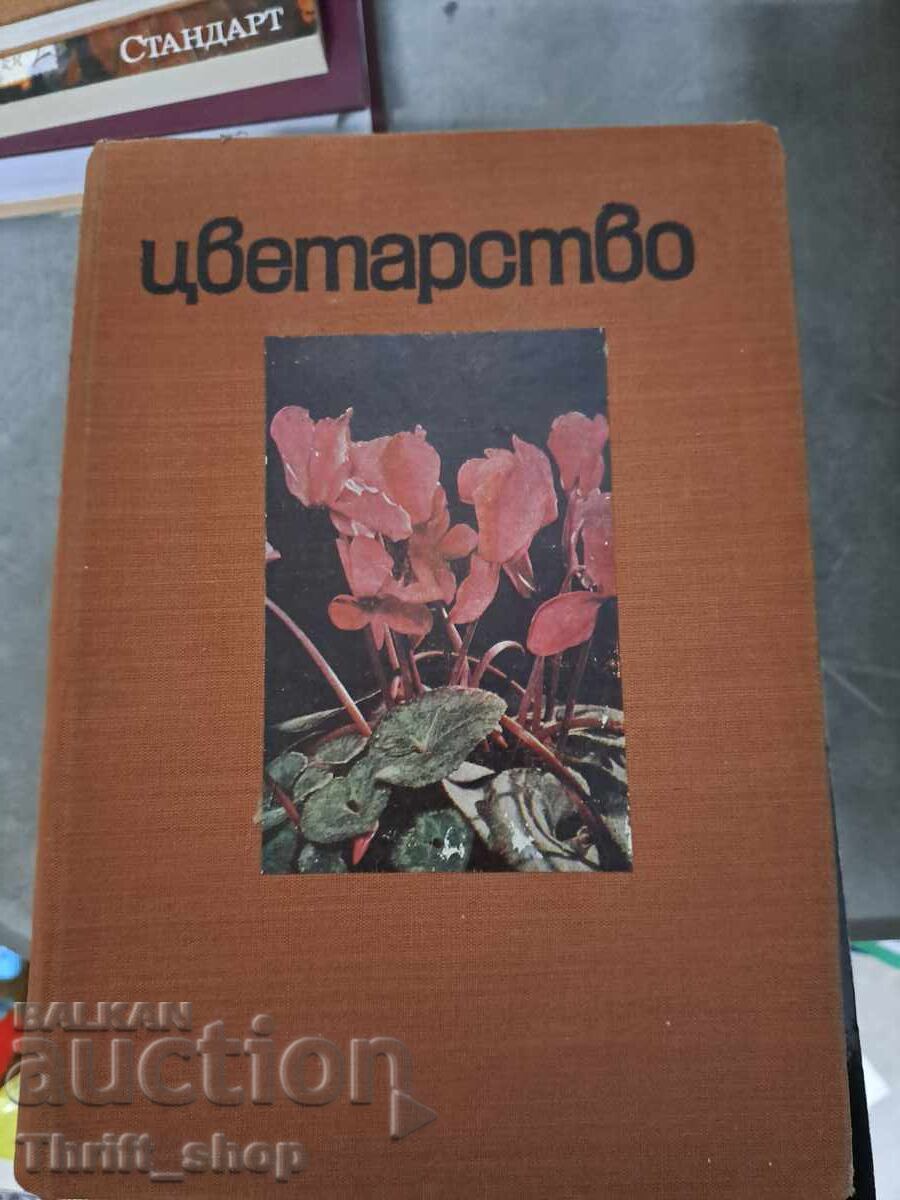 СТАНДАРТ
цветарство
BALKAN
auction
Thrift_shop